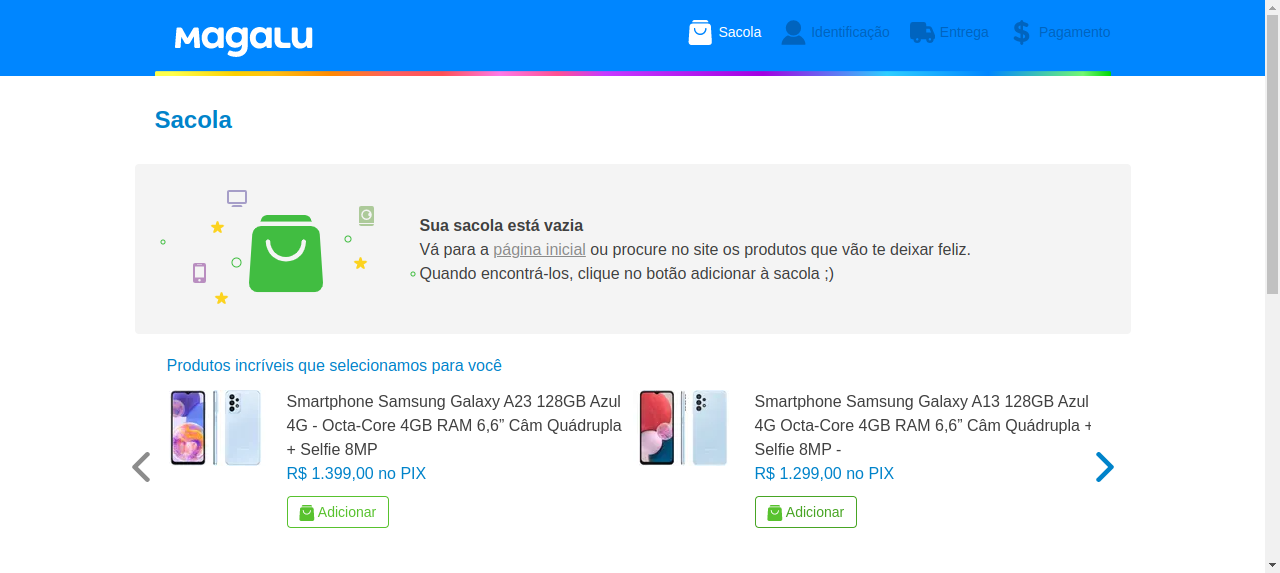 MAGALU
Sacola
Identificação
Entrega
Pagamento
Sacola
Sua sacola está vazia
Vá para a página inicial ou procure no site os produtos que vão te deixar feliz.
Quando encontrá-los, clique no botão adicionar à sacola ;)
Produtos incríveis que selecionamos para você
Smartphone Samsung Galaxy A23 128GB Azul
4G - Octa-Core 4GB RAM 6,6” Câm Quádrupla
+ Selfie 8MP
R$ 1.399,00 no PIX
Adicionar
Smartphone Samsung Galaxy A13 128GB Azul
4G Octa-Core 4GB RAM 6,6” Câm Quádrupla +
Selfie 8MP -
R$ 1.299,00 no PIX
Adicionar